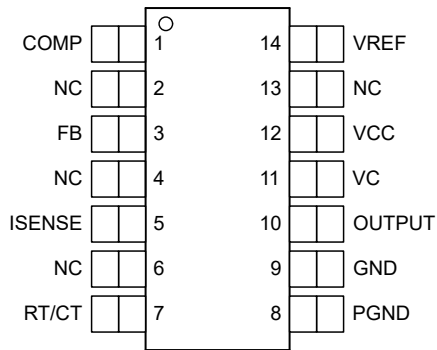 COMP 1 14 VREF
NC 2 13 NC
FB 3 12 VCC
NC 4 11 VC
ISENSE 5 10 OUTPUT
NC 6 9 GND
RT/CT 7 8 PGND